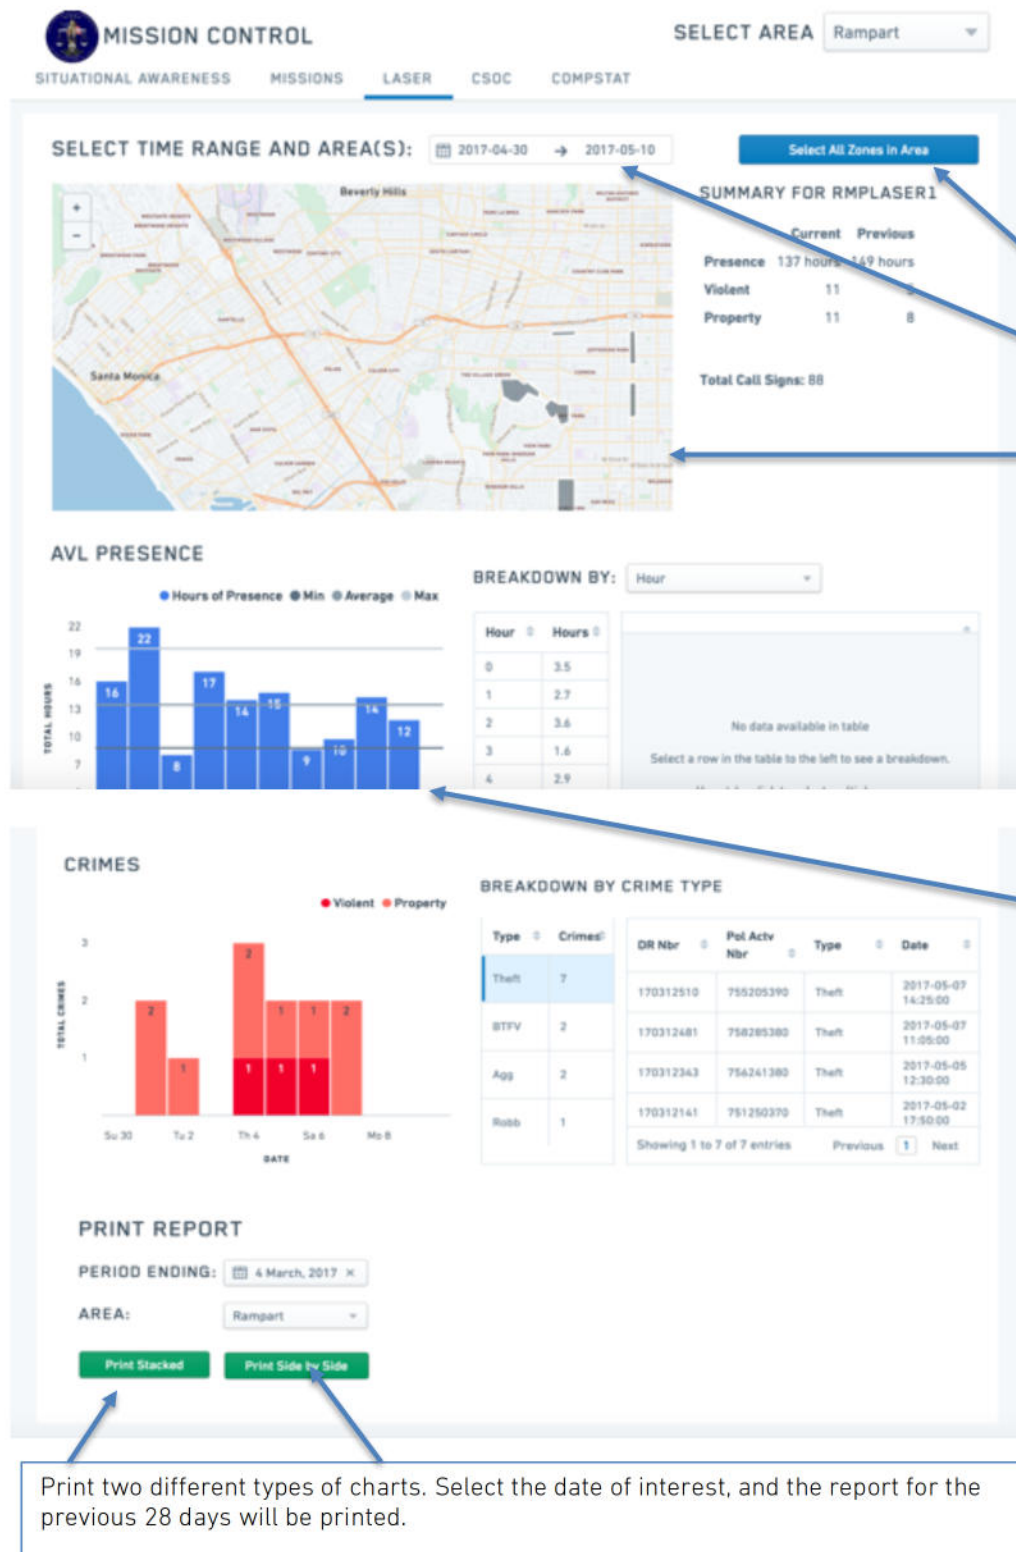 MISSION CONTROL
SELECT AREA Rampart
SITUATIONAL AWARENESS MISSIONS LASER CSOC COMPSTAT
SELECT TIME RANGE AND AREA(S): 2017-04-30 → 2017-05-10
Select All Zones in Area
Beverly Hills
Santa Monica
SUMMARY FOR RMPLASER1
Current Previous
Presence 137 hours 149 hours
Violent 11
Property 11 8
Total Call Signs: 88
AVL PRESENCE
Hours of Presence Min Average Max
TOTAL HOURS
22
19
16
13
10
7
16 22 8 17 14 15 9 10 14 12
BREAKDOWN BY: Hour
Hour Hours
0 3.5
1 2.7
2 3.6
3 1.6
4 2.9
No data available in table
Select a row in the table to the left to see a breakdown.
CRIMES
Violent Property
TOTAL CRIMES
3
2
1
2 1 2 1 1 2
1 1 1
Su 30 Tu 2 Th 4 Sa 6 Mo 8
DATE
BREAKDOWN BY CRIME TYPE
Type Crimes
Theft 7
BTFV 2
Agg 2
Robb 1
DR Nbr Pol Actv Nbr Type Date
170312510 755205390 Theft 2017-05-07 14:25:00
170312481 758285380 Theft 2017-05-07 11:05:00
170312343 756241380 Theft 2017-05-05 12:30:00
170312141 751250370 Theft 2017-05-02 17:50:00
Showing 1 to 7 of 7 entries Previous 1 Next
PRINT REPORT
PERIOD ENDING: 4 March, 2017 ×
AREA: Rampart
Print Stacked Print Side by Side
Print two different types of charts. Select the date of interest, and the report for the
previous 28 days will be printed.